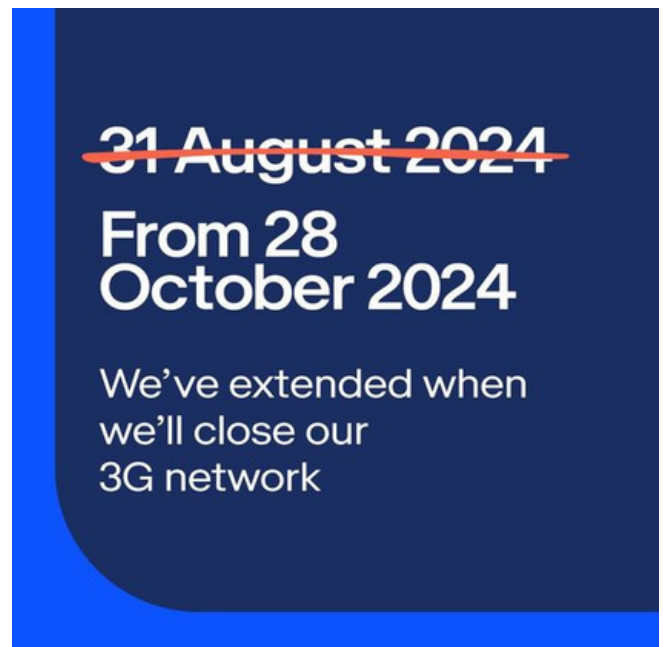 31 August 2024
From 28
October 2024
We’ve extended when
we’ll close our
3G network